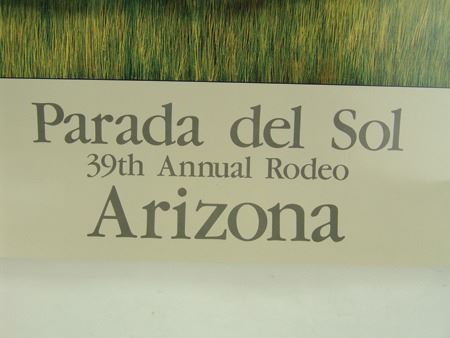 Parada del Sol
39th Annual Rodeo
Arizona